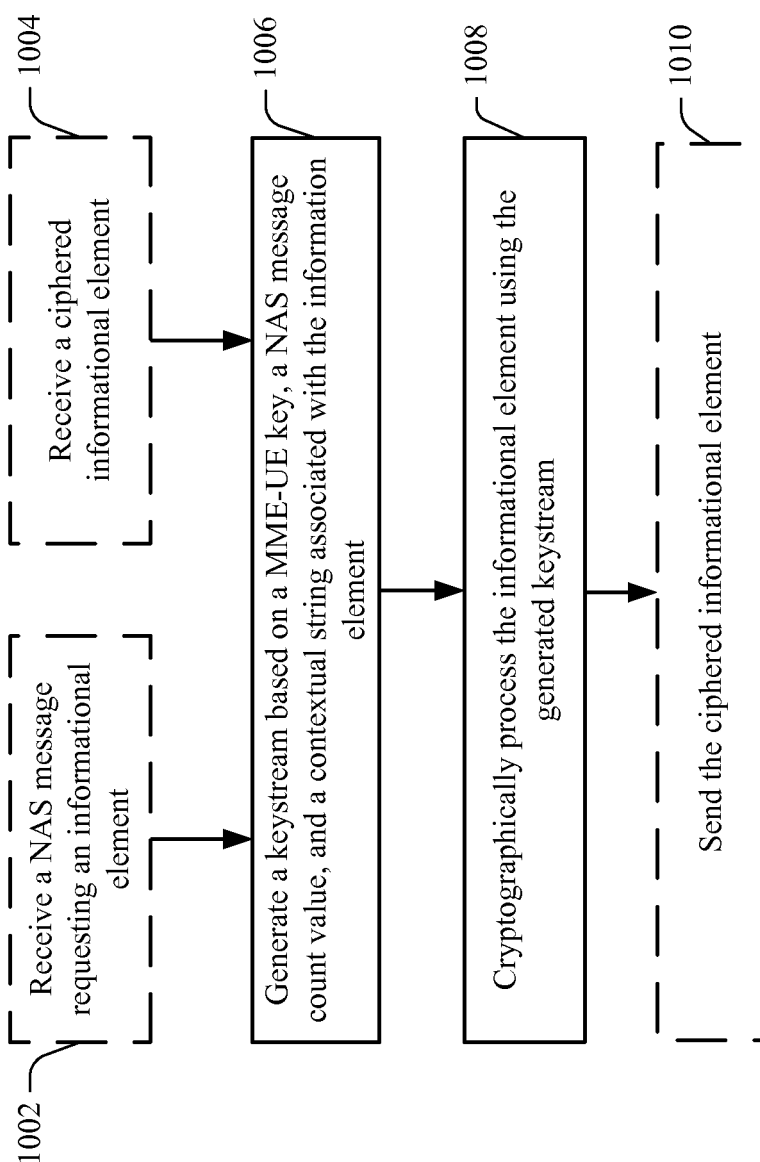 1002
Receive a NAS message
requesting an informational
element
Receive a ciphered
informational element
1004
Generate a keystream based on a MME-UE key, a NAS message
count value, and a contextual string associated with the information
element
1006
Cryptographically process the informational element using the
generated keystream
1008
Send the ciphered informational element
1010